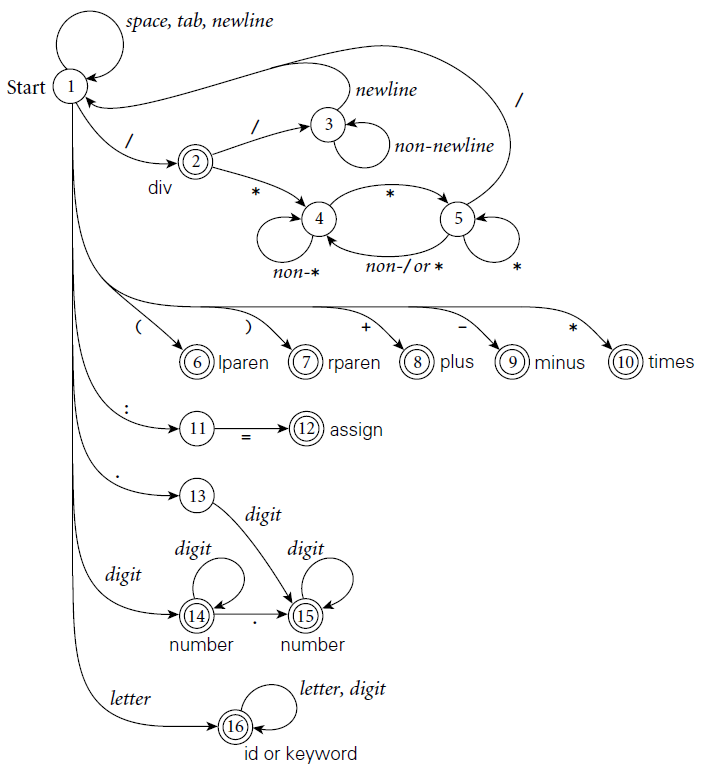 space, tab, newline
Start 1
/
newline
/
/ 3
non-newline
2
div
*
*
4
5
non-*
non-/ or *
*
( ) + - *
6 lparen 7 rparen 8 plus 9 minus 10 times
:
11 = 12 assign
.
13
digit
digit digit
digit
14 . 15
number number
letter
letter, digit
16
id or keyword